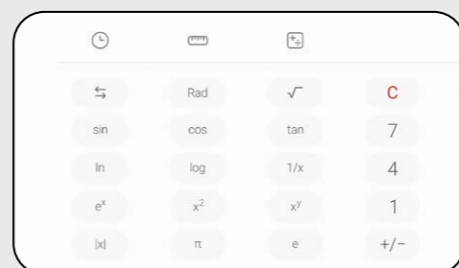 ⇆ Rad √ C
sin cos tan 7
ln log 1/x 4
eˣ x² xʸ 1
|x| π e +/−